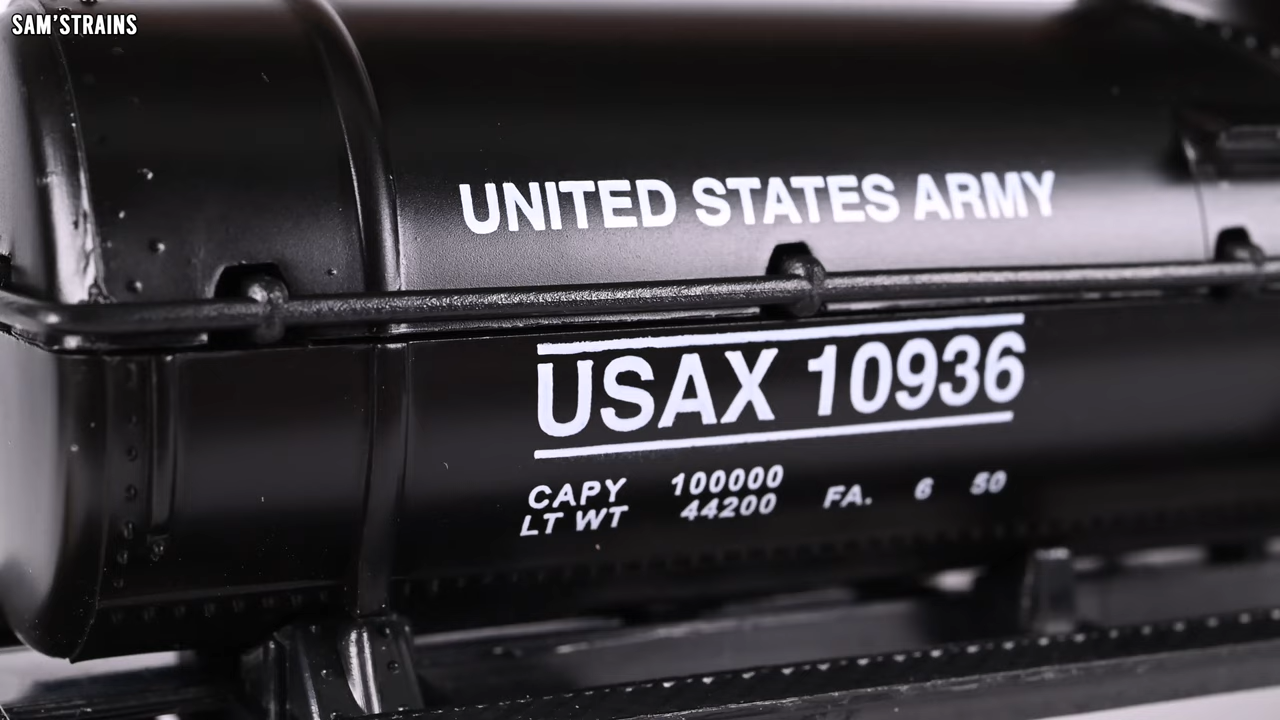 SAM'STRAINS
UNITED STATES ARMY
USAX 10936
CAPY 100000
LT WT 44200 FA. 6 50